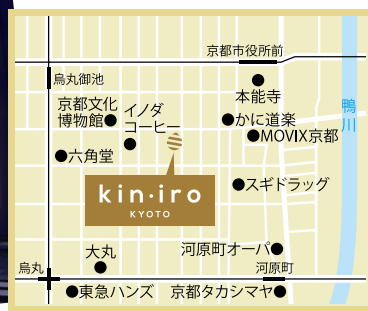 京都市役所前
烏丸御池
本能寺
京都文化
博物館
イノダ
コーヒー
かに道楽
鴨川
MOVIX京都
六角堂
スギドラッグ
kin·iro
KYOTO
大丸
河原町オーパ
烏丸
河原町
東急ハンズ
京都タカシマヤ